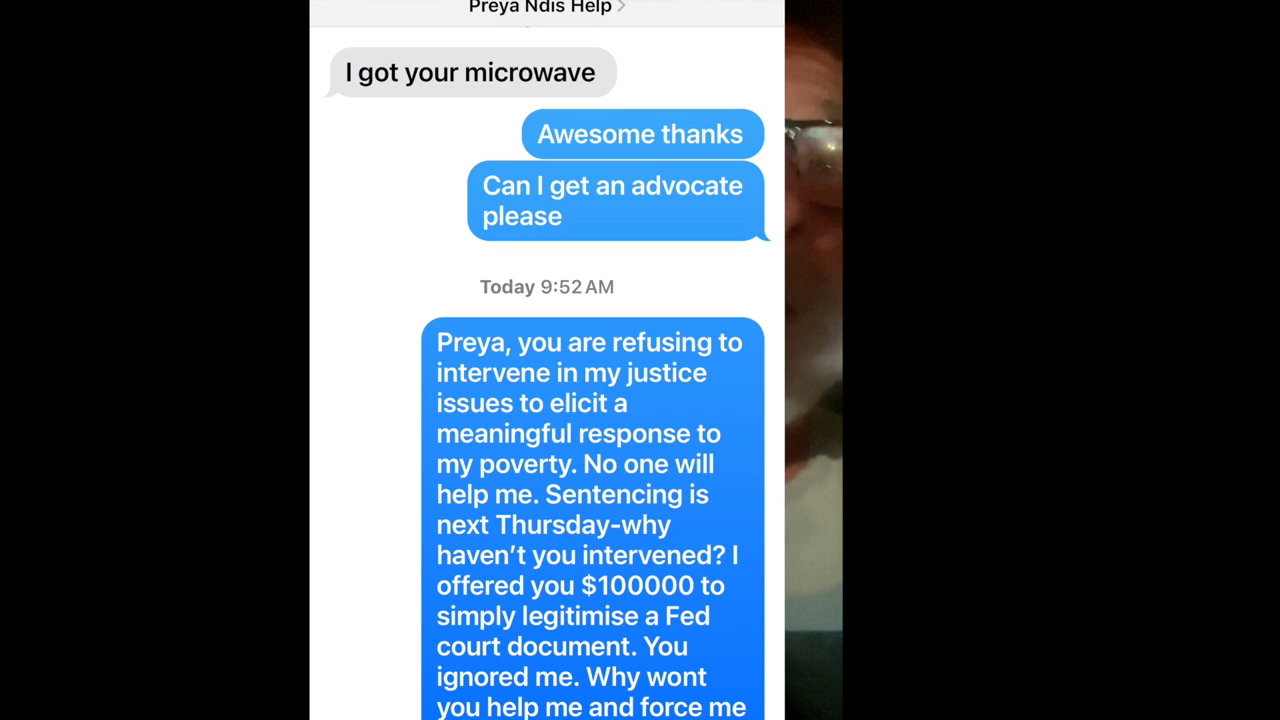 Preya Ndis Help
I got your microwave
Awesome thanks
Can I get an advocate
please
Today 9:52 AM
Preya, you are refusing to
intervene in my justice
issues to elicit a
meaningful response to
my poverty. No one will
help me. Sentencing is
next Thursday-why
haven’t you intervened? I
offered you $100000 to
simply legitimise a Fed
court document. You
ignored me. Why wont
you help me and force me